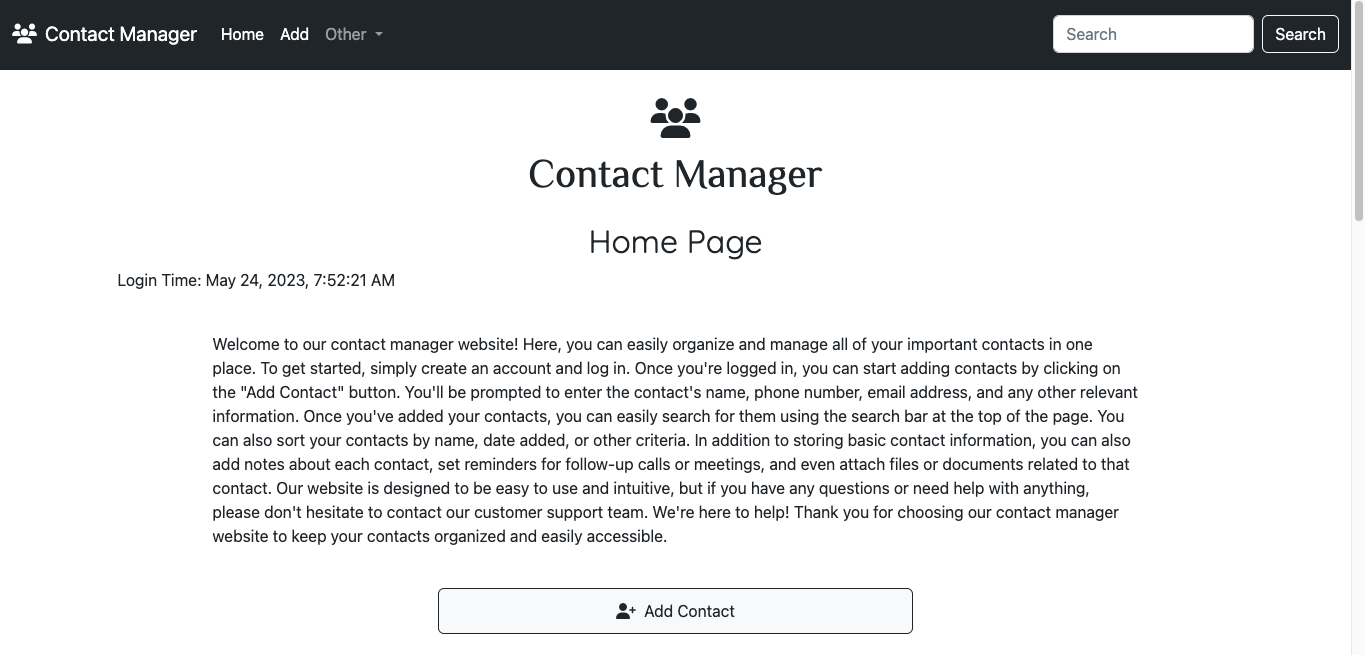 Contact Manager Home Add Other Search Search
Contact Manager
Home Page
Login Time: May 24, 2023, 7:52:21 AM
Welcome to our contact manager website! Here, you can easily organize and manage all of your important contacts in one
place. To get started, simply create an account and log in. Once you're logged in, you can start adding contacts by clicking on
the "Add Contact" button. You'll be prompted to enter the contact's name, phone number, email address, and any other relevant
information. Once you've added your contacts, you can easily search for them using the search bar at the top of the page. You
can also sort your contacts by name, date added, or other criteria. In addition to storing basic contact information, you can also
add notes about each contact, set reminders for follow-up calls or meetings, and even attach files or documents related to that
contact. Our website is designed to be easy to use and intuitive, but if you have any questions or need help with anything,
please don't hesitate to contact our customer support team. We're here to help! Thank you for choosing our contact manager
website to keep your contacts organized and easily accessible.
Add Contact